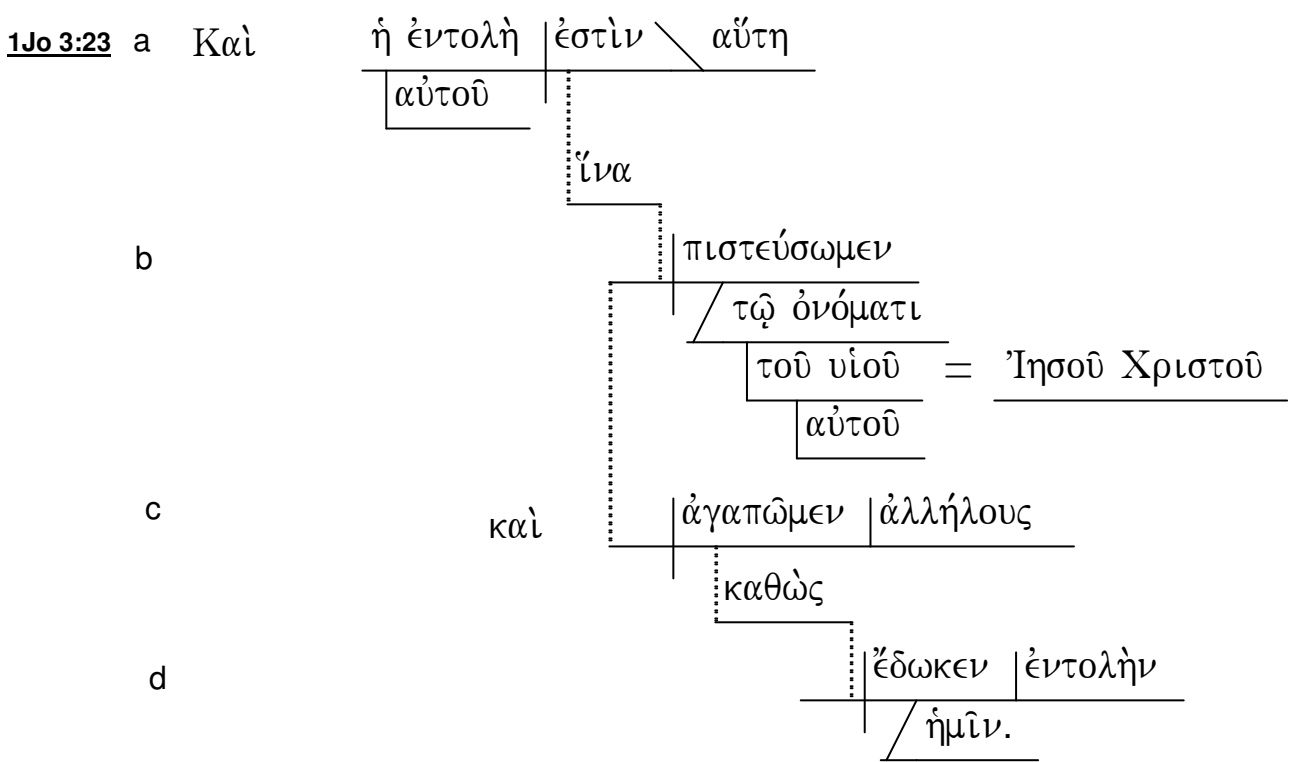 1Jo 3:23 a Καὶ ἡ ἐντολὴ ἐστὶν αὕτη
αὐτοῦ
ἵνα
b πιστεύσωμεν
τῷ ὀνόματι
τοῦ υἱοῦ = Ἰησοῦ Χριστοῦ
αὐτοῦ
c καὶ ἀγαπῶμεν ἀλλήλους
καθὼς
d ἔδωκεν ἐντολὴν
ἡμῖν.